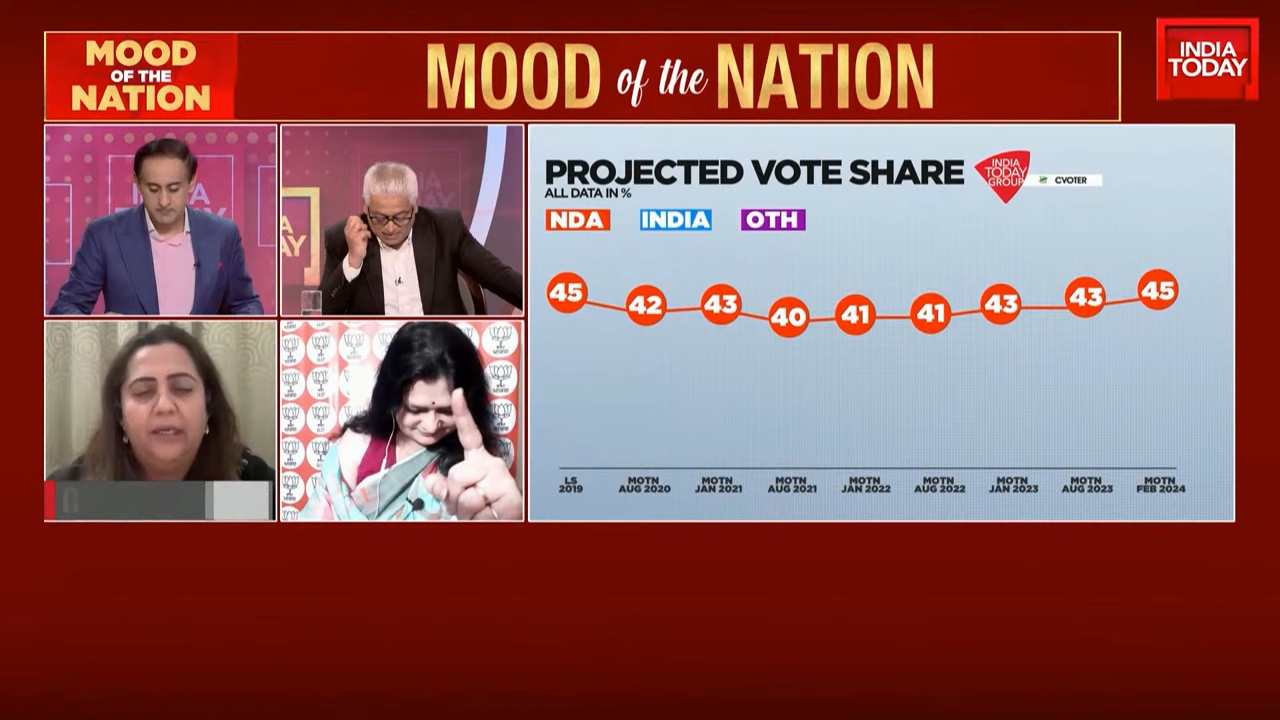 MOOD
OF THE
NATION
MOOD of the NATION
INDIA
TODAY
PROJECTED VOTE SHARE
ALL DATA IN %
INDIA
TODAY
GROUP
CVOTER
NDA INDIA OTH
45 42 43 40 41 41 43 43 45
LS
2019
MOTN
AUG 2020
MOTN
JAN 2021
MOTN
AUG 2021
MOTN
JAN 2022
MOTN
AUG 2022
MOTN
JAN 2023
MOTN
AUG 2023
MOTN
FEB 2024